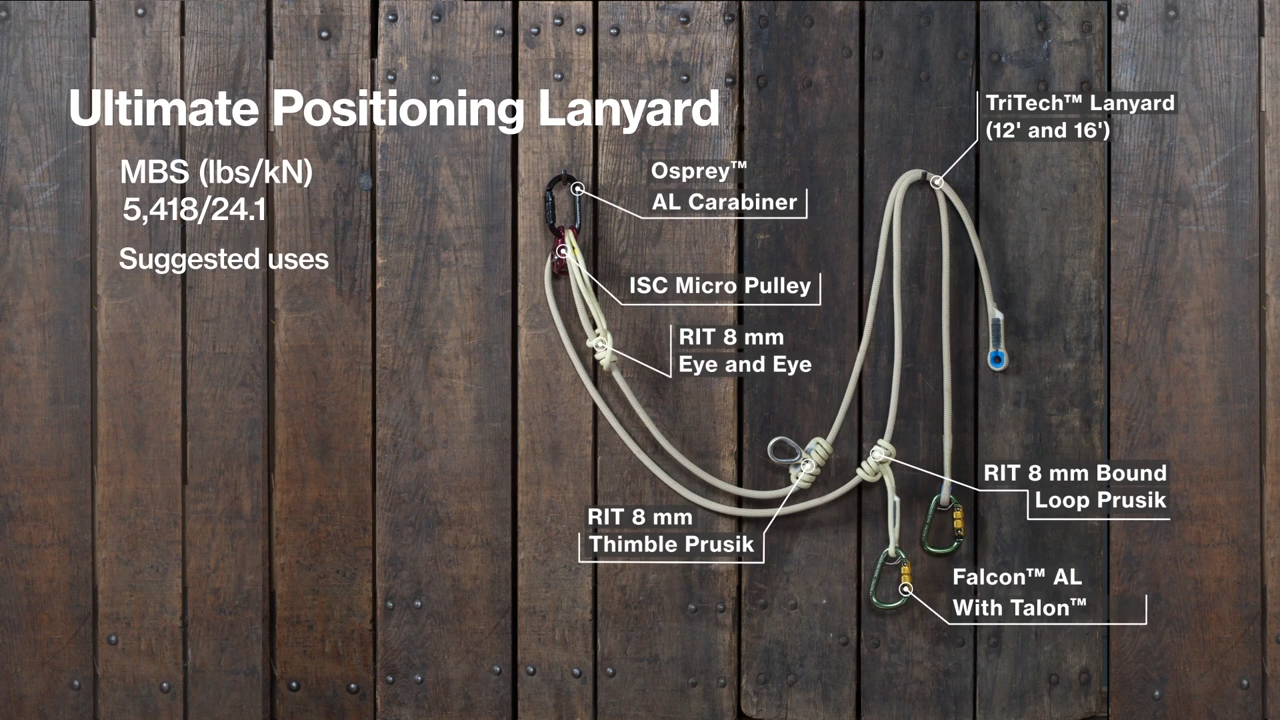 Ultimate Positioning Lanyard
MBS (lbs/kN)
5,418/24.1
Suggested uses
Osprey™
AL Carabiner
ISC Micro Pulley
RIT 8 mm
Eye and Eye
RIT 8 mm
Thimble Prusik
TriTech™ Lanyard
(12' and 16')
RIT 8 mm Bound
Loop Prusik
Falcon™ AL
With Talon™